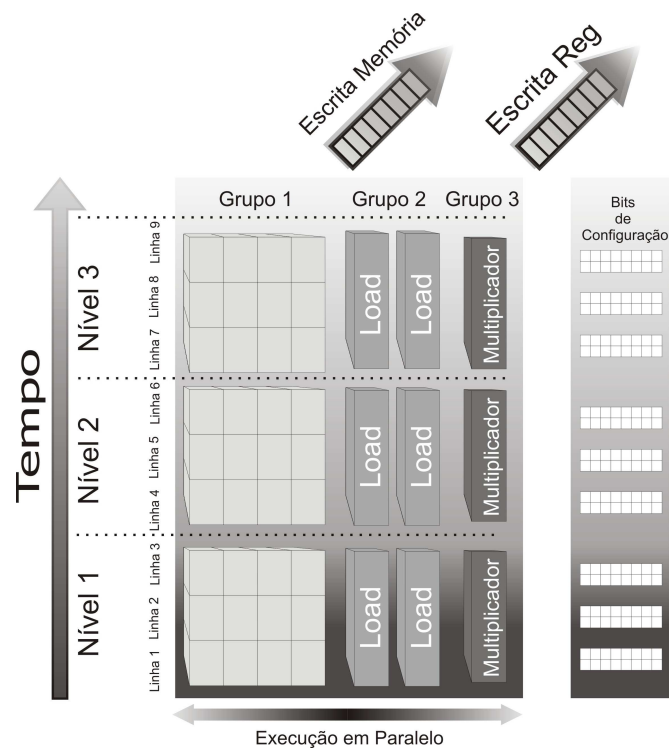 Escrita Memória
Escrita Reg
Grupo 1
Grupo 2
Grupo 3
Bits
de
Configuração
Tempo
Nível 3
Linha 9
Linha 8
Linha 7
Load
Load
Multiplicador
Nível 2
Linha 6
Linha 5
Linha 4
Load
Load
Multiplicador
Nível 1
Linha 3
Linha 2
Linha 1
Load
Load
Multiplicador
Execução em Paralelo